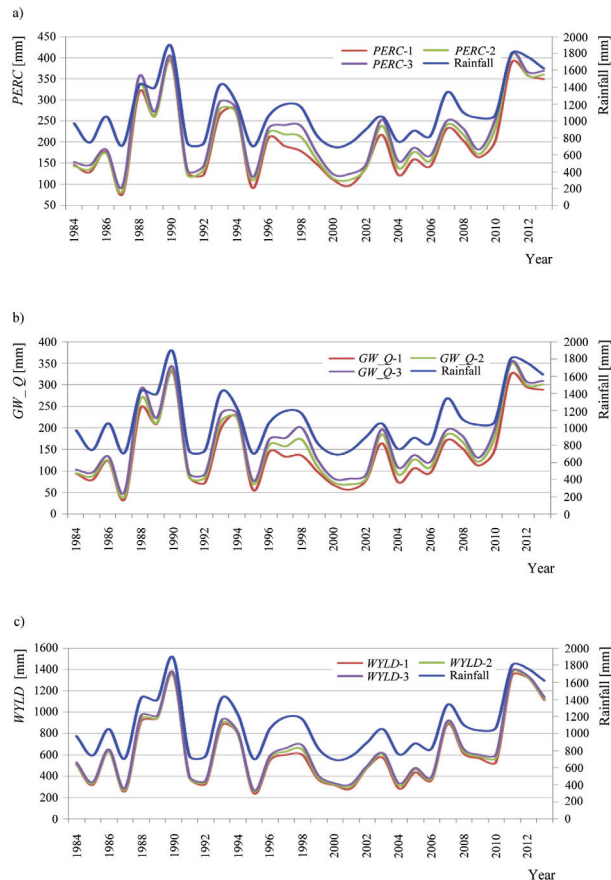 a)
PERC [mm]
450
400
350
300
250
200
150
100
50
PERC-1 PERC-2
PERC-3 Rainfall
2000
1800
1600
1400
1200
1000
800
600
400
200
0
Rainfall [mm]
1984 1986 1988 1990 1992 1994 1996 1998 2000 2002 2004 2006 2008 2010 2012
Year
b)
GW_Q [mm]
400
350
300
250
200
150
100
50
0
GW_Q-1 GW_Q-2
GW_Q-3 Rainfall
2000
1800
1600
1400
1200
1000
800
600
400
200
0
Rainfall [mm]
1984 1986 1988 1990 1992 1994 1996 1998 2000 2002 2004 2006 2008 2010 2012
Year
c)
WYLD [mm]
1600
1400
1200
1000
800
600
400
200
0
WYLD-1 WYLD-2
WYLD-3 Rainfall
2000
1800
1600
1400
1200
1000
800
600
400
200
0
Rainfall [mm]
1984 1986 1988 1990 1992 1994 1996 1998 2000 2002 2004 2006 2008 2010 2012
Year